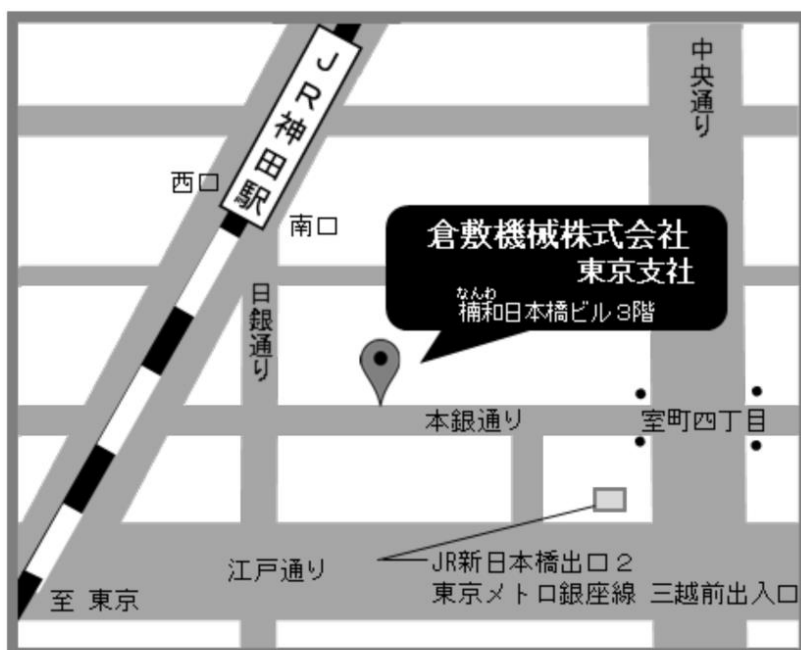 中央通り
JR神田駅
西口
南口
倉敷機械株式会社
東京支社
なんわ
楠和日本橋ビル3階
日銀通り
本銀通り
室町四丁目
江戸通り
JR新日本橋出口2
東京メトロ銀座線 三越前出入口
至 東京